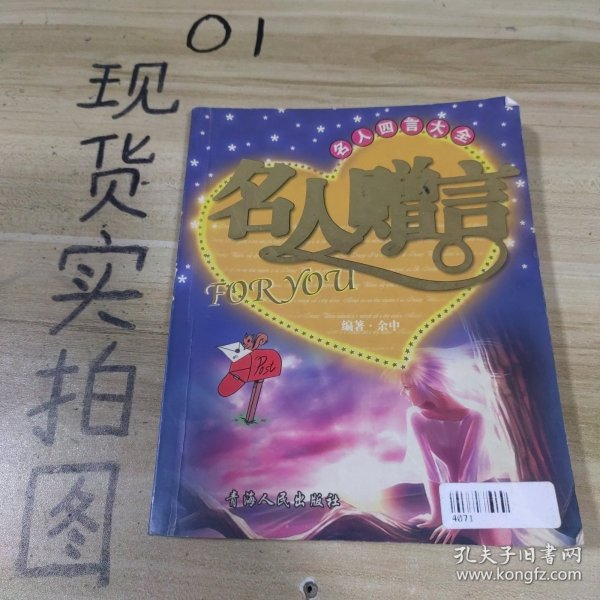 01
现货实拍图
名人四言大全
名人赠言
FOR YOU
编著·余中
Post
青海人民出版社
4071
孔夫子旧书网
www.kongfz.com